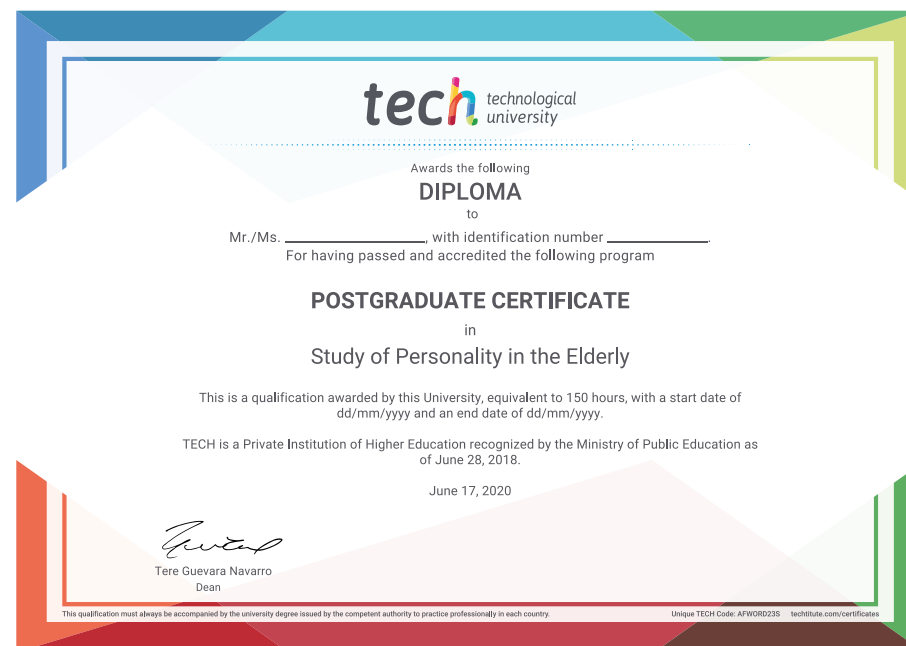 tech technological
university
Awards the following
DIPLOMA
to
Mr./Ms. ____________________, with identification number ______________.
For having passed and accredited the following program
POSTGRADUATE CERTIFICATE
in
Study of Personality in the Elderly
This is a qualification awarded by this University, equivalent to 150 hours, with a start date of
dd/mm/yyyy and an end date of dd/mm/yyyy.
TECH is a Private Institution of Higher Education recognized by the Ministry of Public Education as
of June 28, 2018.
June 17, 2020
Tere Guevara Navarro
Dean
This qualification must always be accompanied by the university degree issued by the competent authority to practice professionally in each country. Unique TECH Code: AFWORD23S techtitute.com/certificates